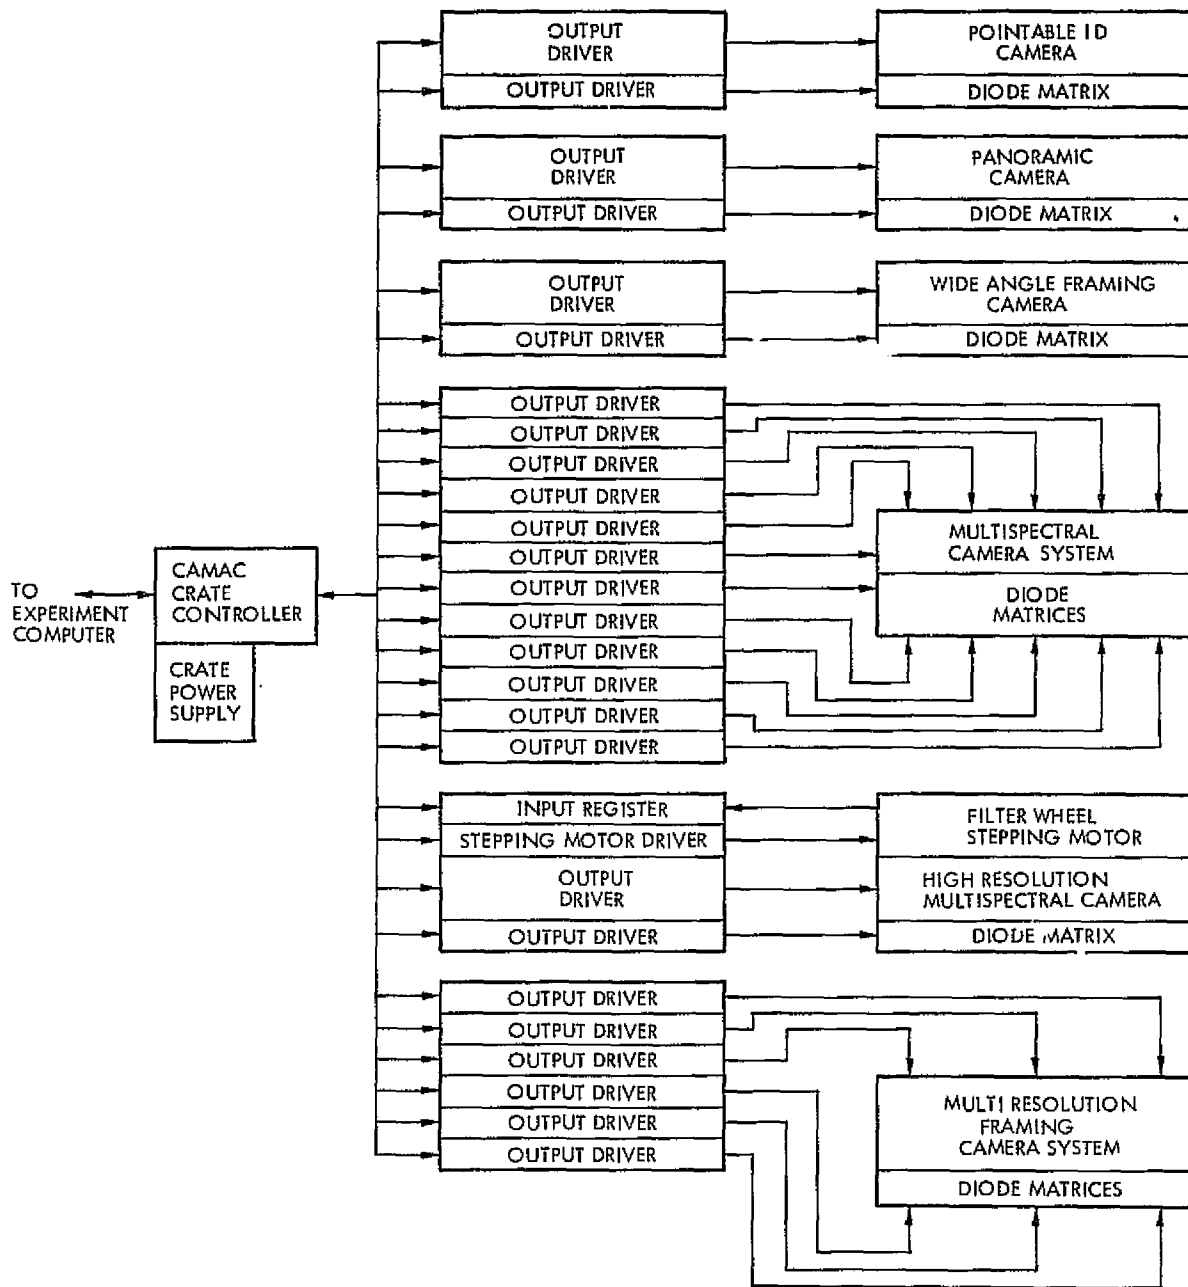 OUTPUT
DRIVER
OUTPUT DRIVER
POINTABLE ID
CAMERA
DIODE MATRIX
OUTPUT
DRIVER
OUTPUT DRIVER
PANORAMIC
CAMERA
DIODE MATRIX
OUTPUT
DRIVER
OUTPUT DRIVER
WIDE ANGLE FRAMING
CAMERA
DIODE MATRIX
OUTPUT DRIVER
OUTPUT DRIVER
OUTPUT DRIVER
OUTPUT DRIVER
OUTPUT DRIVER
OUTPUT DRIVER
OUTPUT DRIVER
OUTPUT DRIVER
OUTPUT DRIVER
OUTPUT DRIVER
OUTPUT DRIVER
OUTPUT DRIVER
MULTISPECTRAL
CAMERA SYSTEM
DIODE
MATRICES
TO
EXPERIMENT
COMPUTER
CAMAC
CRATE
CONTROLLER
CRATE
POWER
SUPPLY
INPUT REGISTER
STEPPING MOTOR DRIVER
OUTPUT
DRIVER
OUTPUT DRIVER
FILTER WHEEL
STEPPING MOTOR
HIGH RESOLUTION
MULTISPECTRAL CAMERA
DIODE MATRIX
OUTPUT DRIVER
OUTPUT DRIVER
OUTPUT DRIVER
OUTPUT DRIVER
OUTPUT DRIVER
OUTPUT DRIVER
MULTI RESOLUTION
FRAMING
CAMERA SYSTEM
DIODE MATRICES